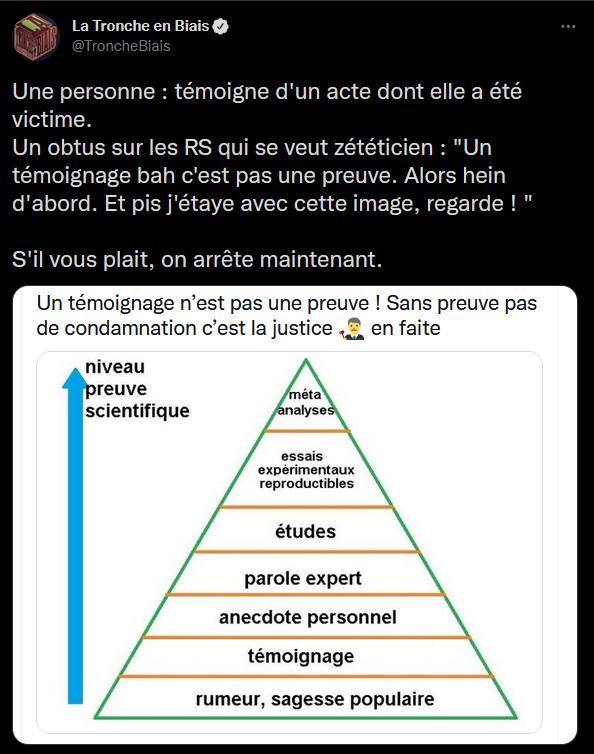 La Tronche en Biais
@TroncheBiais
Une personne : témoigne d'un acte dont elle a été
victime.
Un obtus sur les RS qui se veut zététicien : "Un
témoignage bah c'est pas une preuve. Alors hein
d'abord. Et pis j'étaye avec cette image, regarde ! "
S'il vous plait, on arrête maintenant.
Un témoignage n'est pas une preuve ! Sans preuve pas
de condamnation c'est la justice 👨‍⚖️ en faite
niveau
preuve
scientifique
méta
analyses
essais
expérimentaux
reproductibles
études
parole expert
anecdote personnel
témoignage
rumeur, sagesse populaire